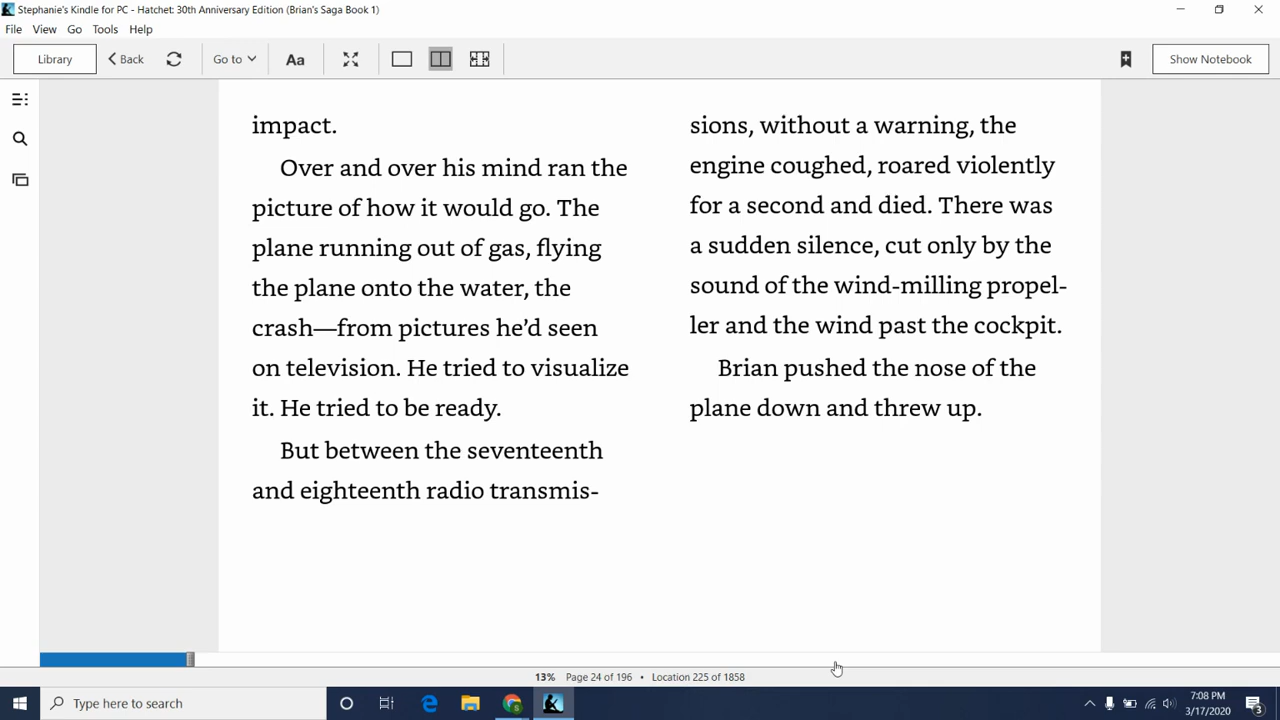 Stephanie's Kindle for PC - Hatchet: 30th Anniversary Edition (Brian's Saga Book 1)
File View Go Tools Help
Library Back Go to Aa Show Notebook
impact.
Over and over his mind ran the
picture of how it would go. The
plane running out of gas, flying
the plane onto the water, the
crash—from pictures he’d seen
on television. He tried to visualize
it. He tried to be ready.
But between the seventeenth
and eighteenth radio transmis-
sions, without a warning, the
engine coughed, roared violently
for a second and died. There was
a sudden silence, cut only by the
sound of the wind-milling propel-
ler and the wind past the cockpit.
Brian pushed the nose of the
plane down and threw up.
13% Page 24 of 196 • Location 225 of 1858
Type here to search
7:08 PM
3/17/2020
3